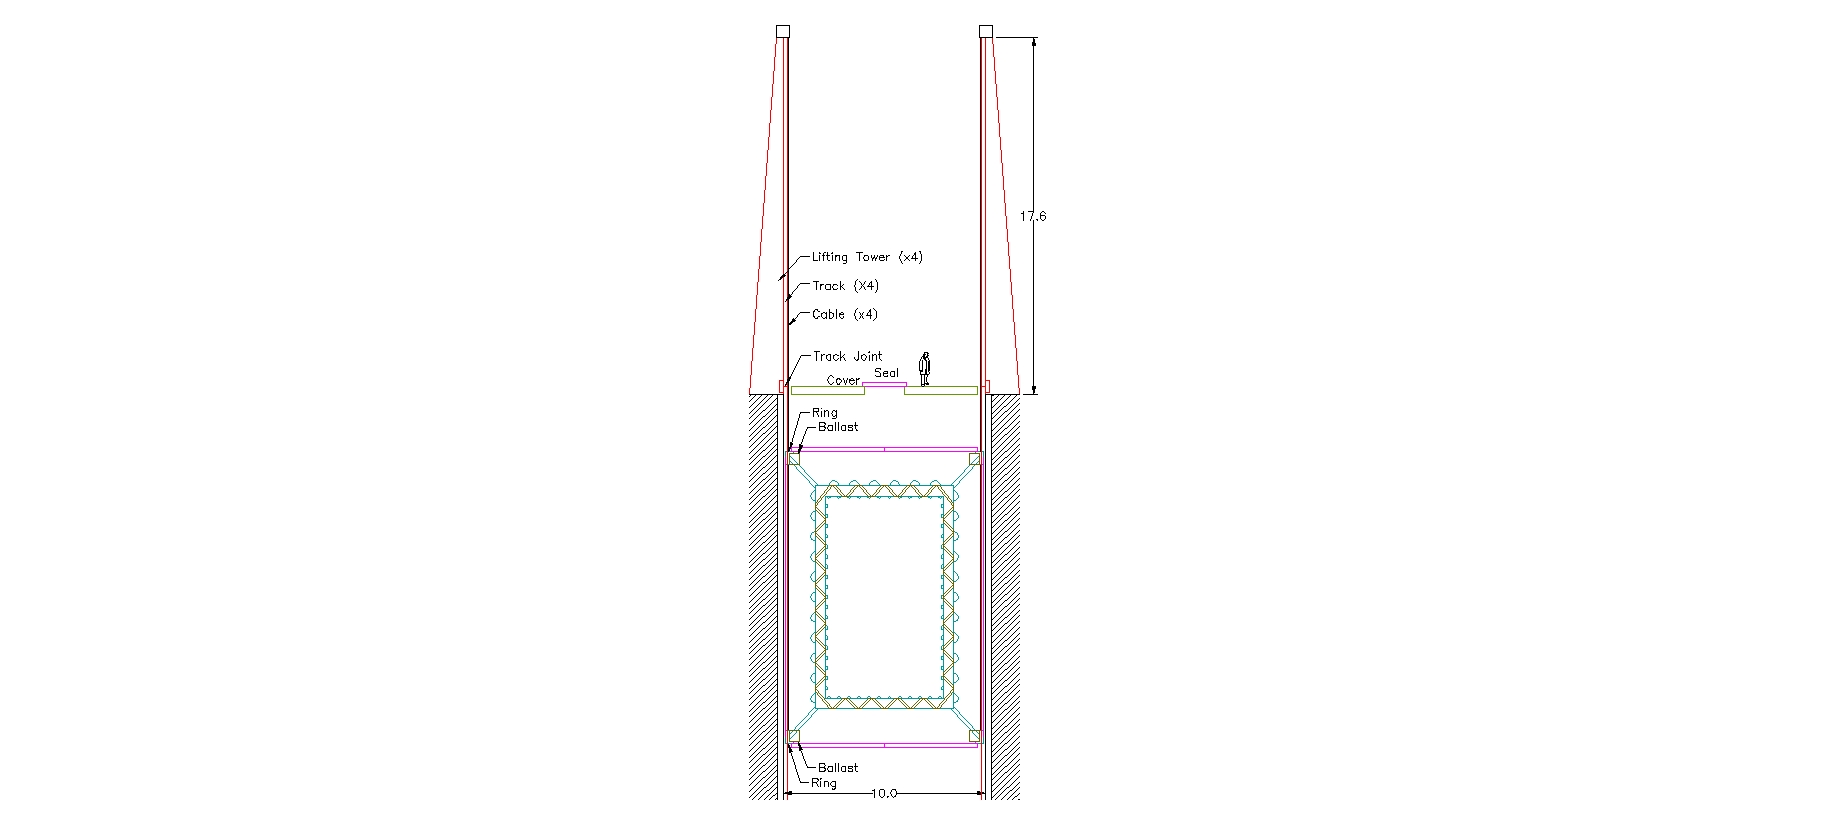 17.6
Lifting Tower (x4)
Track (X4)
Cable (x4)
Track Joint
Seal
Cover
Ring
Ballast
Ballast
Ring
10.0